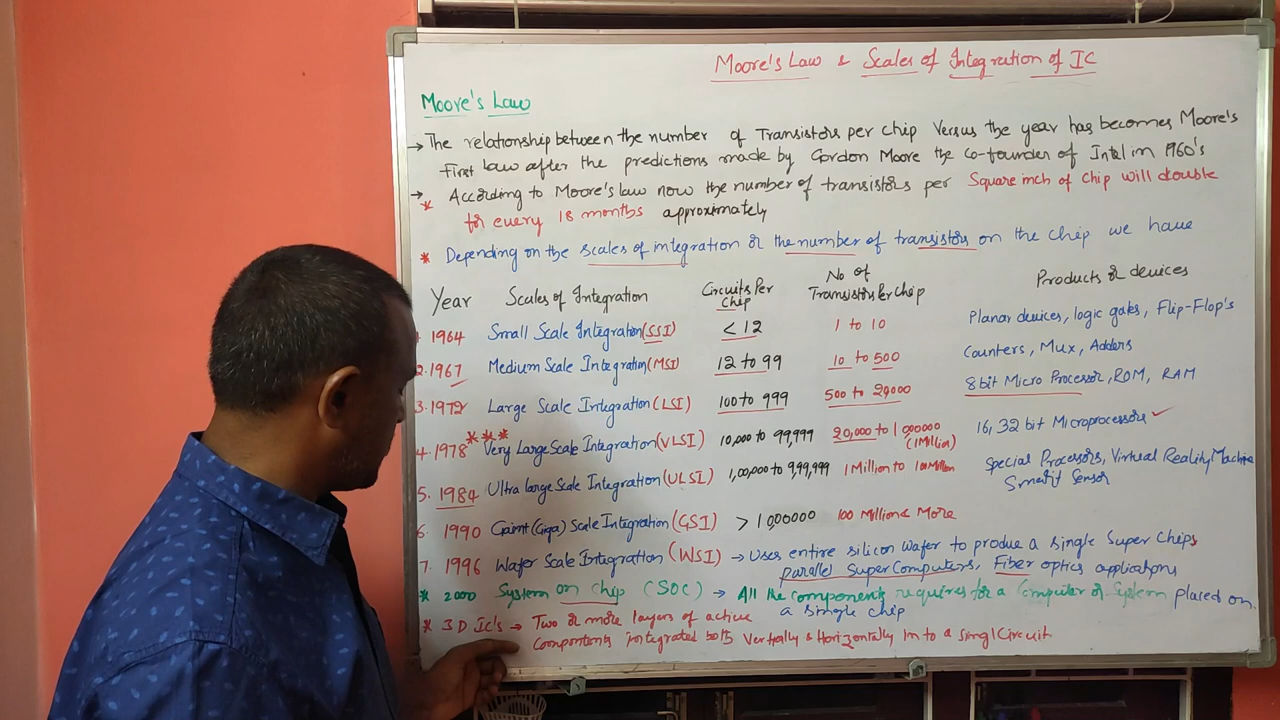 Moore's Law & Scales of Integration of IC
Moore's Law
→ The relationship between the number of Transistors per chip Versus the year has becomes Moore's
First law after the predictions made by Gordon Moore the co-founder of Intel in 1960's
→ According to Moore's law now the number of transistors per Square inch of chip will double
* for every 18 months approximately
* Depending on the scales of integration or the number of transistors on the chip we have
Year Scales of Integration Circuits Per Chip No of Transistors Per chip Products or devices
1964 Small Scale Integration (SSI) < 12 1 to 10 Planar devices, logic gates, Flip-Flop's
2. 1967 Medium Scale Integration (MSI) 12 to 99 10 to 500 Counters, Mux, Adders
3. 1972 Large Scale Integration (LSI) 100 to 999 500 to 20,000 8 bit Micro Processor, ROM, RAM
4. 1978 *** Very Large Scale Integration (VLSI) 10,000 to 99,999 20,000 to 1,000000 (1 Million) 16, 32 bit Microprocessors ✓
5. 1984 Ultra large Scale Integration (ULSI) 1,00,000 to 9,99,999 1 Million to 100 Million Special Processors, Virtual Reality Machine
Smart Sensor
6. 1990 (Giga) Scale Integration (GSI) > 1000000 100 Million & More
7. 1996 Wafer Scale Integration (WSI) → Uses entire silicon wafer to produe a single Super Chips
parallel Super Computers, Fiber optics applications
* 2000 System on chip (SOC) → All the components requires for a Computer or System placed on
a single chip
* 3D Ic's → Two or more layers of active
integrated both & Horizontally in to a Circuit